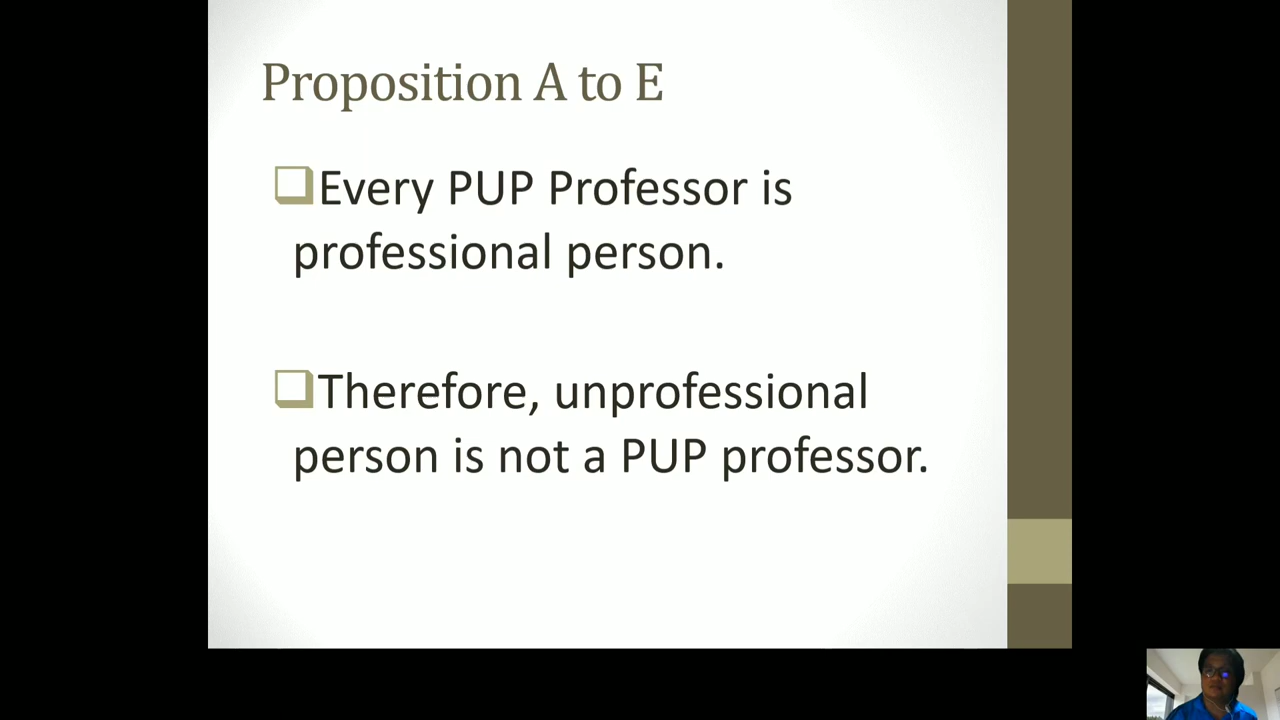 Proposition A to E
Every PUP Professor is
professional person.
Therefore, unprofessional
person is not a PUP professor.